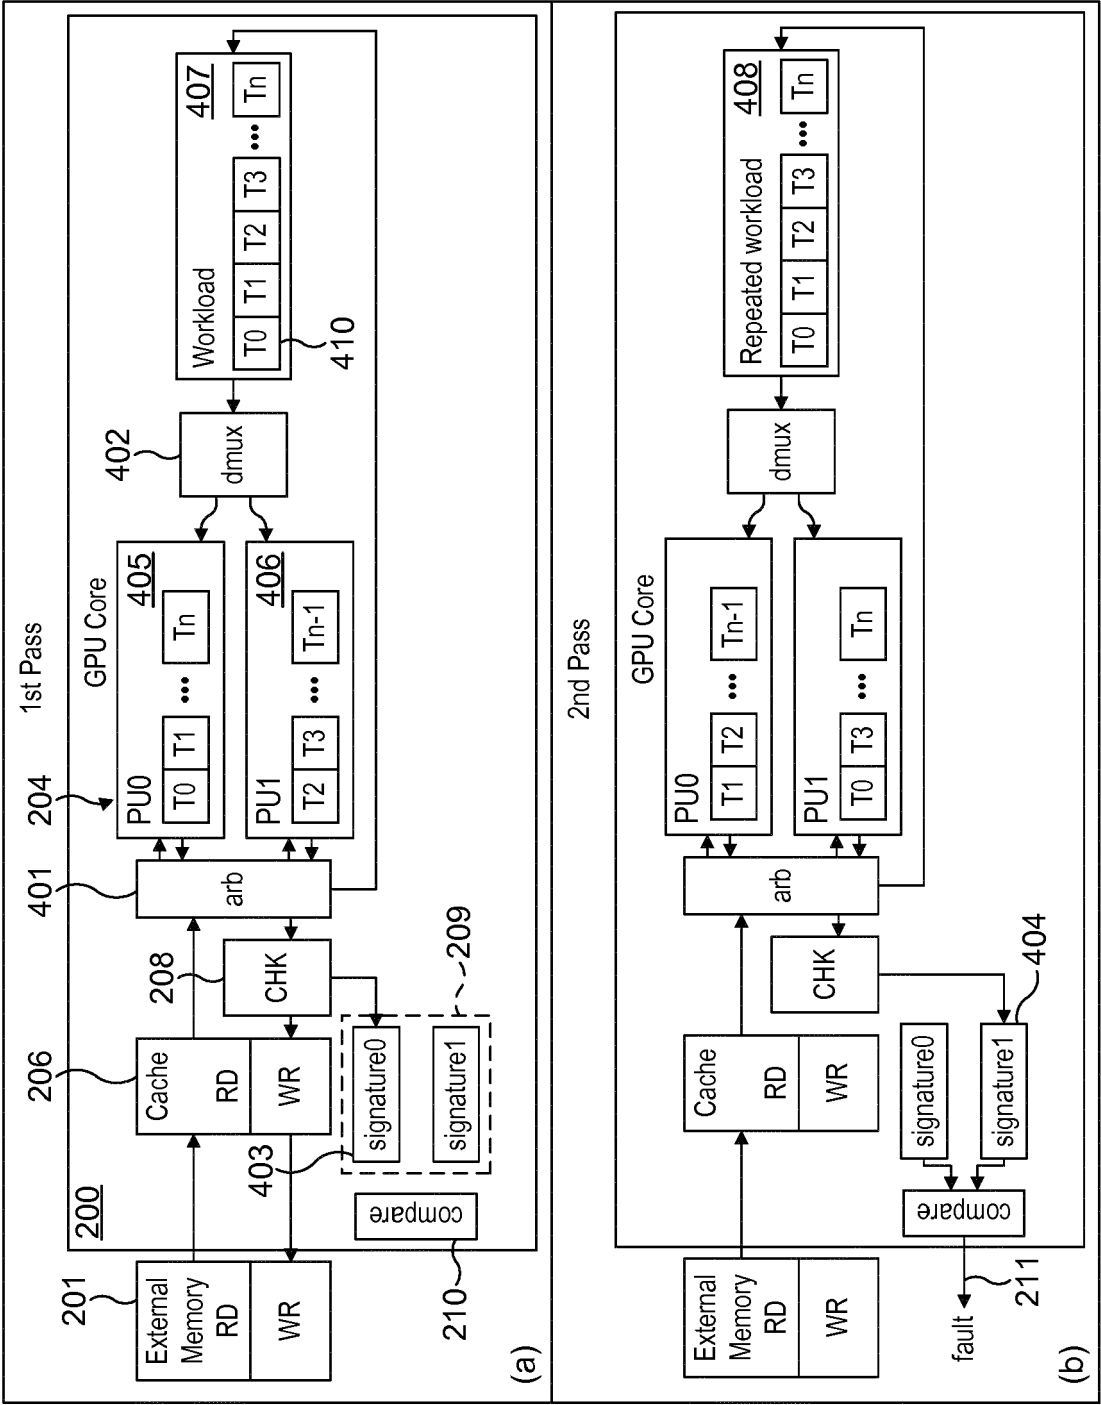 1st Pass
200
GPU Core
201
External
Memory
RD
WR
206
Cache
RD
WR
208
CHK
401
arb
204
PU0
405
T0 T1 ••• Tn
PU1
406
T2 T3 ••• Tn-1
402
dmux
Workload
407
T0 T1 T2 T3 ••• Tn
410
403
signature0
signature1
209
compare
210
(a)
2nd Pass
GPU Core
External
Memory
RD
WR
Cache
RD
WR
CHK
arb
PU0
T1 T2 ••• Tn-1
PU1
T0 T3 ••• Tn
dmux
Repeated workload
408
T0 T1 T2 T3 ••• Tn
signature0
signature1
404
compare
211
fault
(b)